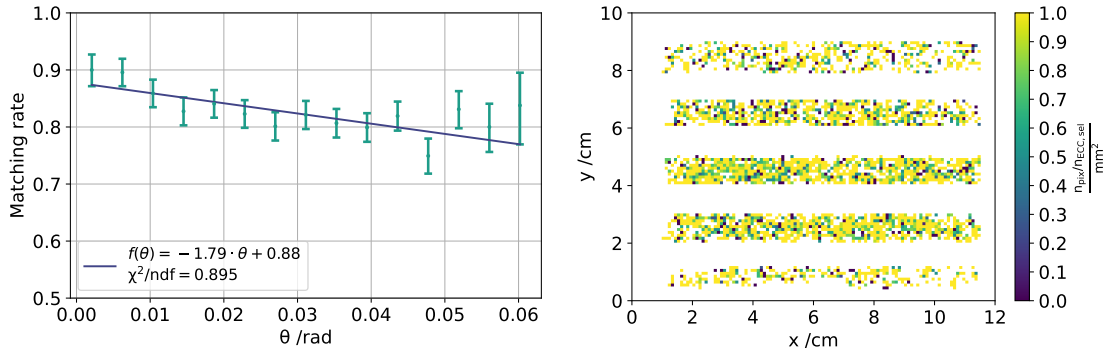 1.0
0.9
0.8
0.7
0.6
0.5
Matching rate
f(θ) = − 1.79 · θ + 0.88
χ²/ndf = 0.895
0.00 0.01 0.02 0.03 0.04 0.05 0.06
θ /rad
10
8
6
4
2
0
y /cm
0 2 4 6 8 10 12
x /cm
1.0
0.9
0.8
0.7
0.6
0.5
0.4
0.3
0.2
0.1
0.0
n_pix/n_ECC, sel
mm²